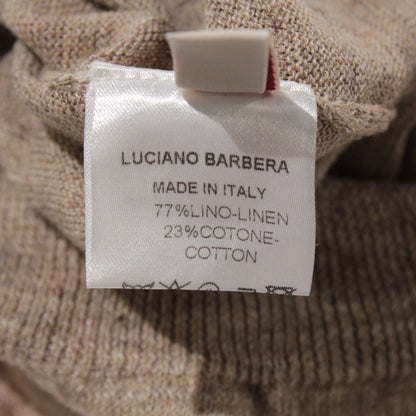 LUCIANO BARBERA
MADE IN ITALY
77%LINO-LINEN
23%COTONE-
COTTON